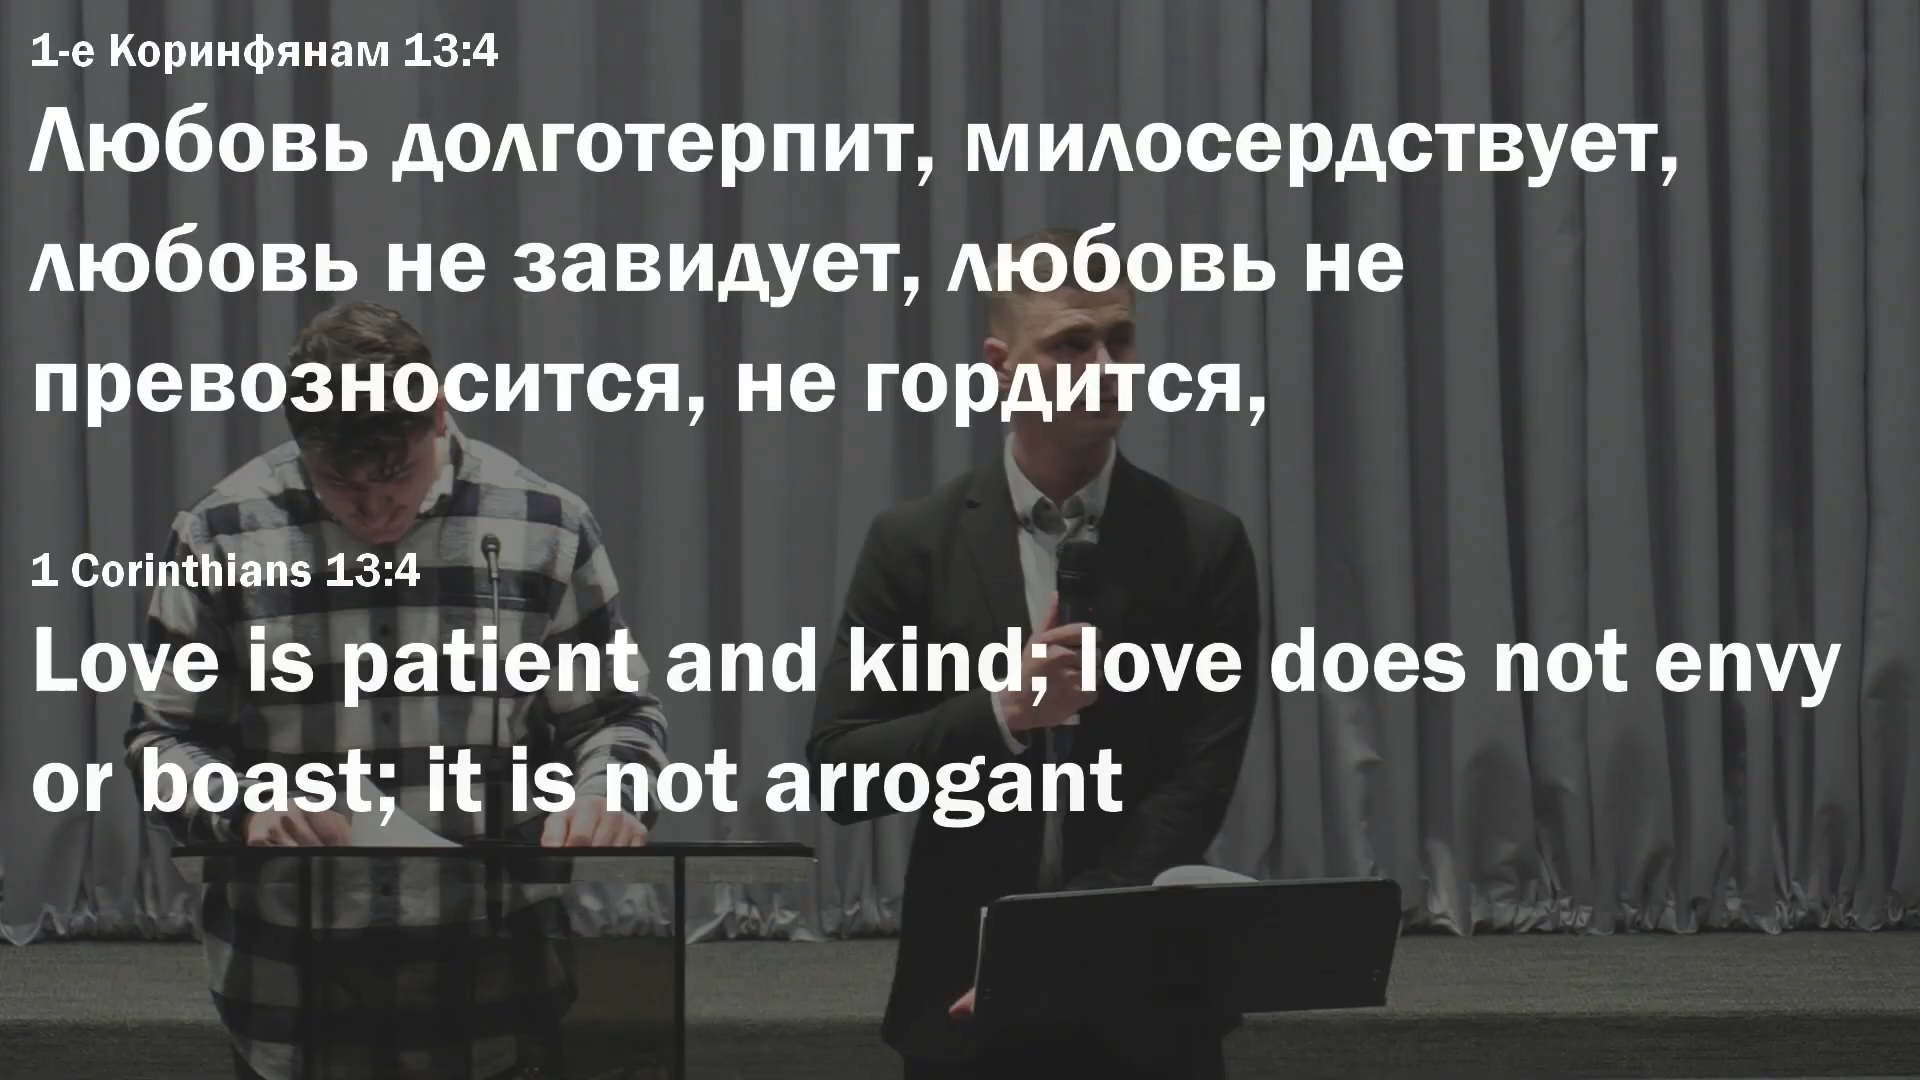 1-е Коринфянам 13:4
Любовь долготерпит, милосердствует,
любовь не завидует, любовь не
превозносится, не гордится,
1 Corinthians 13:4
Love is patient and kind; love does not envy
or boast; it is not arrogant